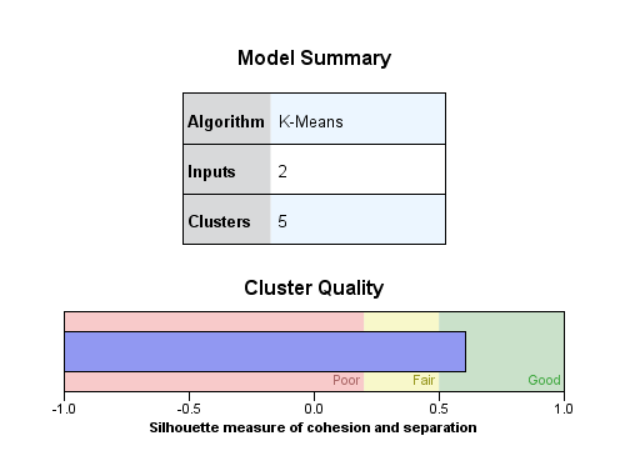 Model Summary
Algorithm K-Means
Inputs 2
Clusters 5
Cluster Quality
Poor Fair Good
-1.0 -0.5 0.0 0.5 1.0
Silhouette measure of cohesion and separation